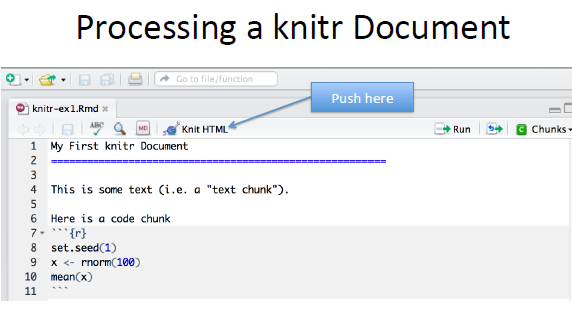 Processing a knitr Document
Go to file/function
Push here
knitr-ex1.Rmd
ABC MD Knit HTML Run C Chunks
1 My First knitr Document
2 ========================================================
3
4 This is some text (i.e. a "text chunk").
5
6 Here is a code chunk
7 ```{r}
8 set.seed(1)
9 x <- rnorm(100)
10 mean(x)
11 ```